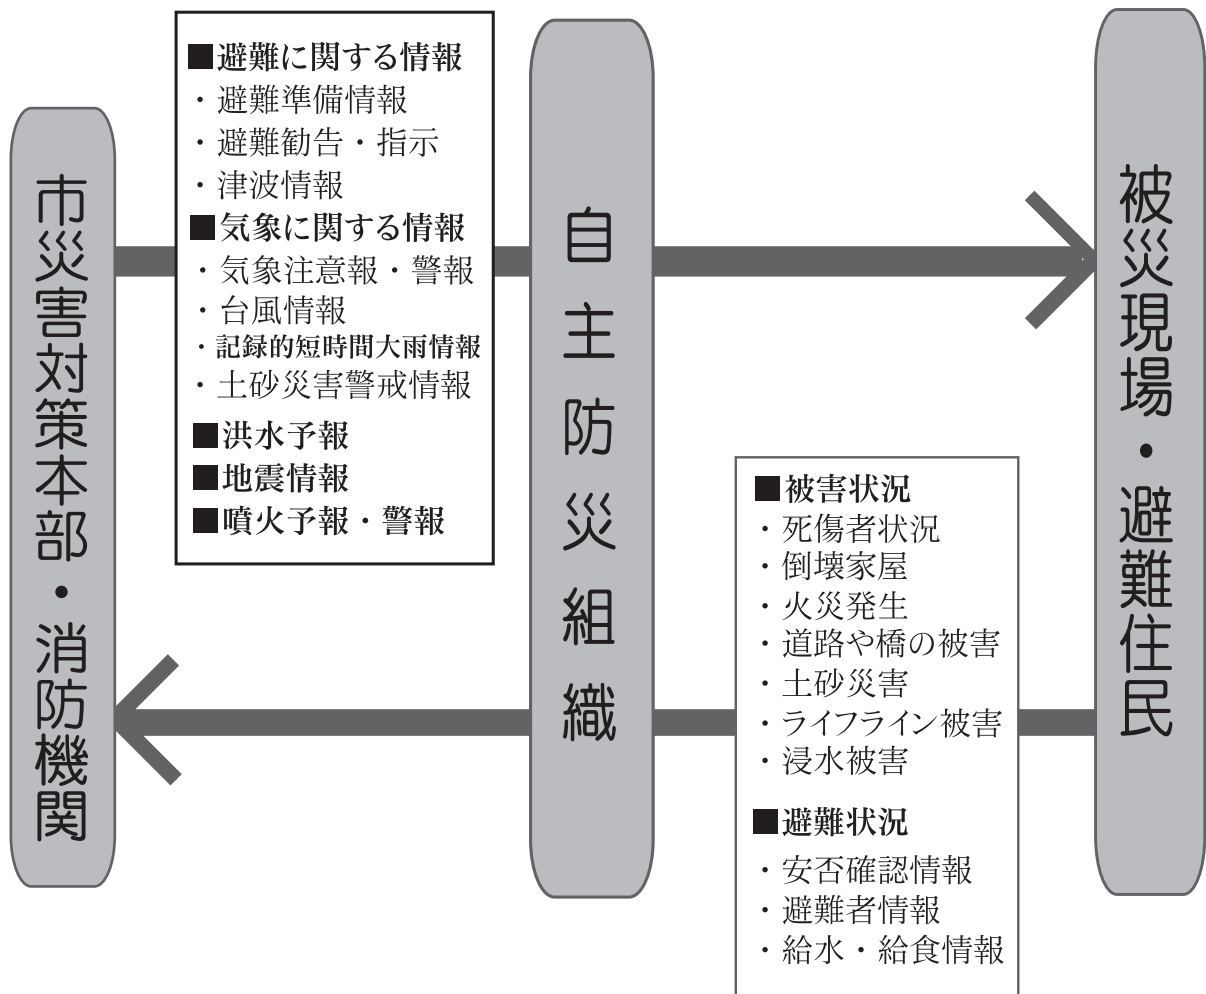 市災害対策本部・消防機関
■避難に関する情報
・避難準備情報
・避難勧告・指示
・津波情報
■気象に関する情報
・気象注意報・警報
・台風情報
・記録的短時間大雨情報
・土砂災害警戒情報
■洪水予報
■地震情報
■噴火予報・警報
自主防災組織
■被害状況
・死傷者状況
・倒壊家屋
・火災発生
・道路や橋の被害
・土砂災害
・ライフライン被害
・浸水被害
■避難状況
・安否確認情報
・避難者情報
・給水・給食情報
被災現場・避難住民